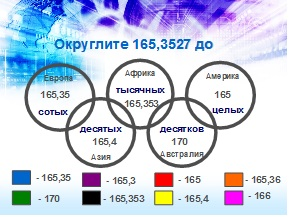 Округлите 165,3527 до
Европа
165,35
сотых
Африка
тысячных
165,353
Америка
165
целых
десятых
165,4
Азия
десятков
170
Австралия
- 165,35
- 165,3
- 165
- 165,36
- 170
- 165,353
- 165,4
- 166